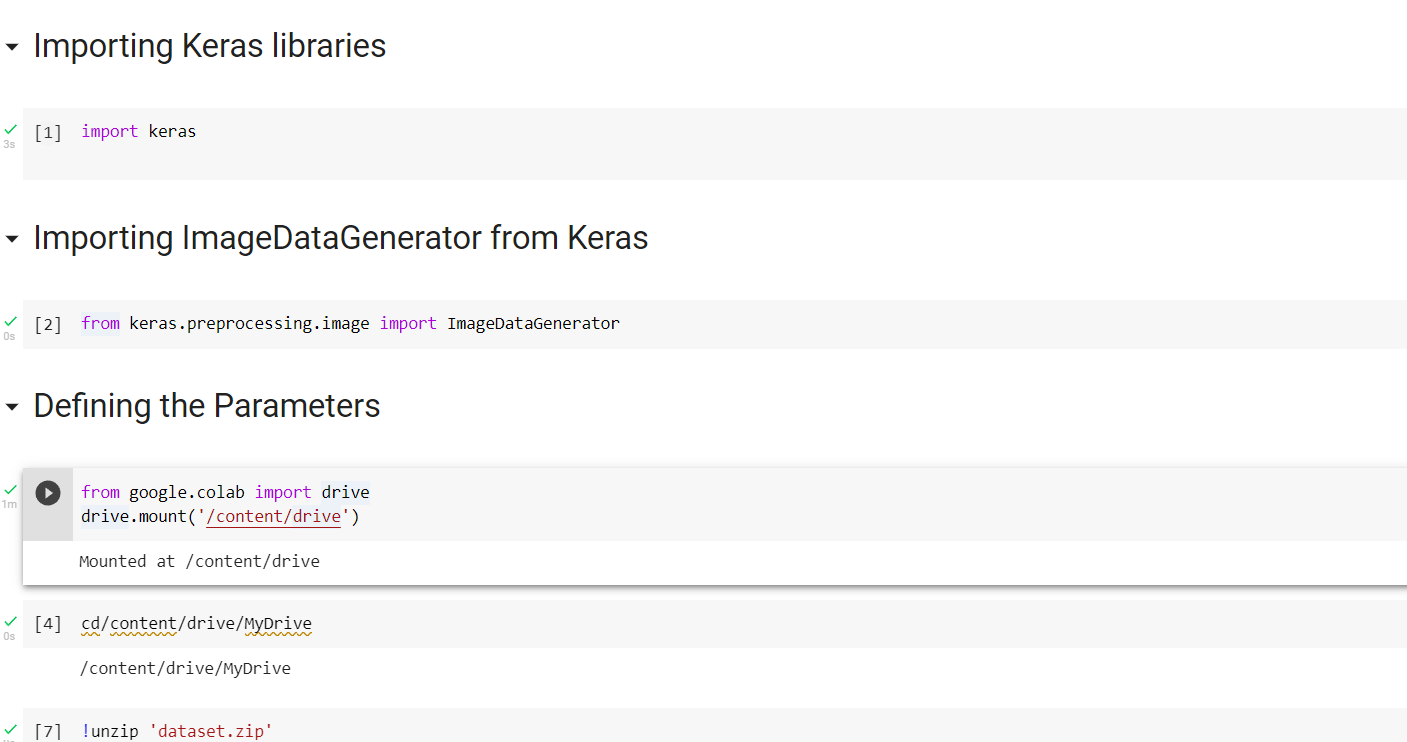 Importing Keras libraries
[1] import keras
3s
Importing ImageDataGenerator from Keras
[2] from keras.preprocessing.image import ImageDataGenerator
0s
Defining the Parameters
from google.colab import drive
1m
drive.mount('/content/drive')
Mounted at /content/drive
[4] cd/content/drive/MyDrive
0s
/content/drive/MyDrive
[7] !unzip 'dataset.zip'